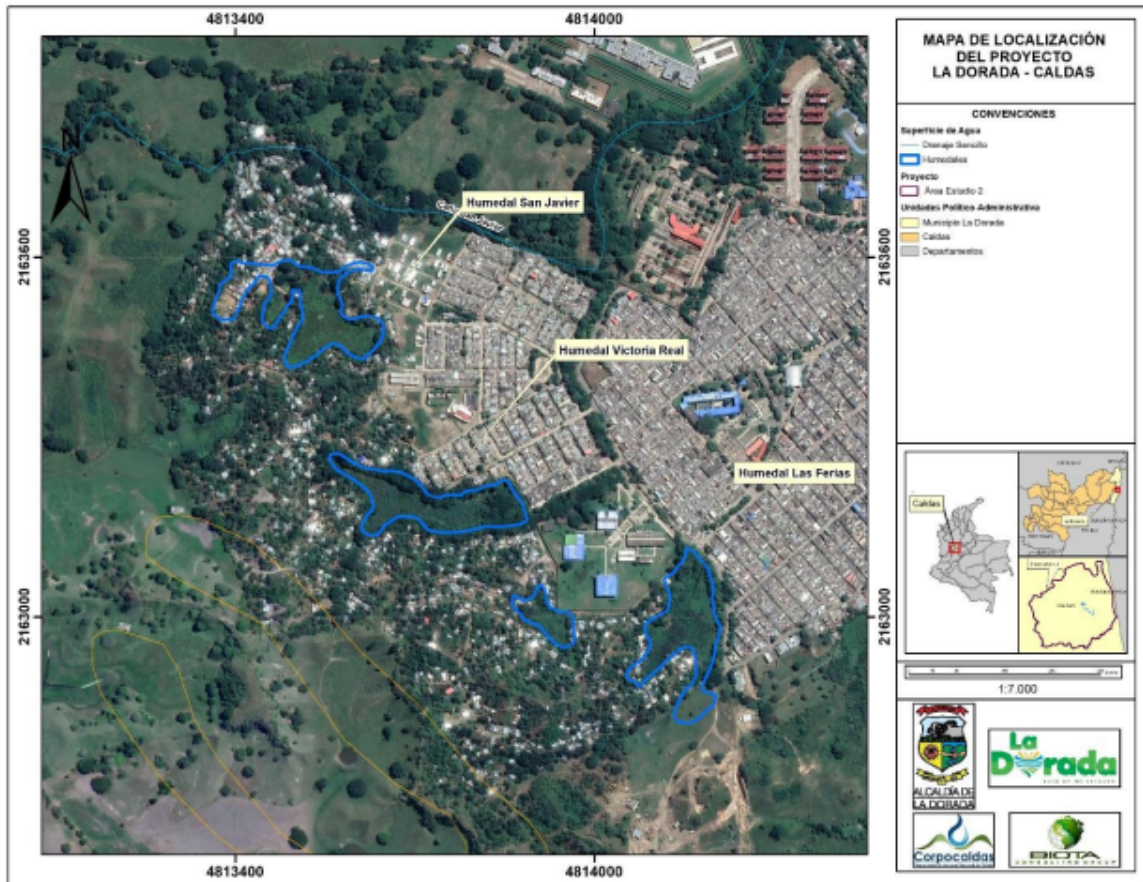 4813400
4814000
2163600
2163000
N
Humedal San Javier
Humedal Victoria Real
Humedal Las Ferias
2163600
2163000
4813400
4814000
MAPA DE LOCALIZACIÓN
DEL PROYECTO
LA DORADA - CALDAS
CONVENCIONES
Superficie de Agua
Drenaje Sencillo
Humedales
Proyecto
Área Estudio 2
Unidades Político-Administrativa
Municipio La Dorada
Caldas
Departamentos
Caldas
1:7.000
ALCALDÍA DE
LA DORADA
La
Dorada
Corpocaldas
BIOTA
CONSULTING GROUP